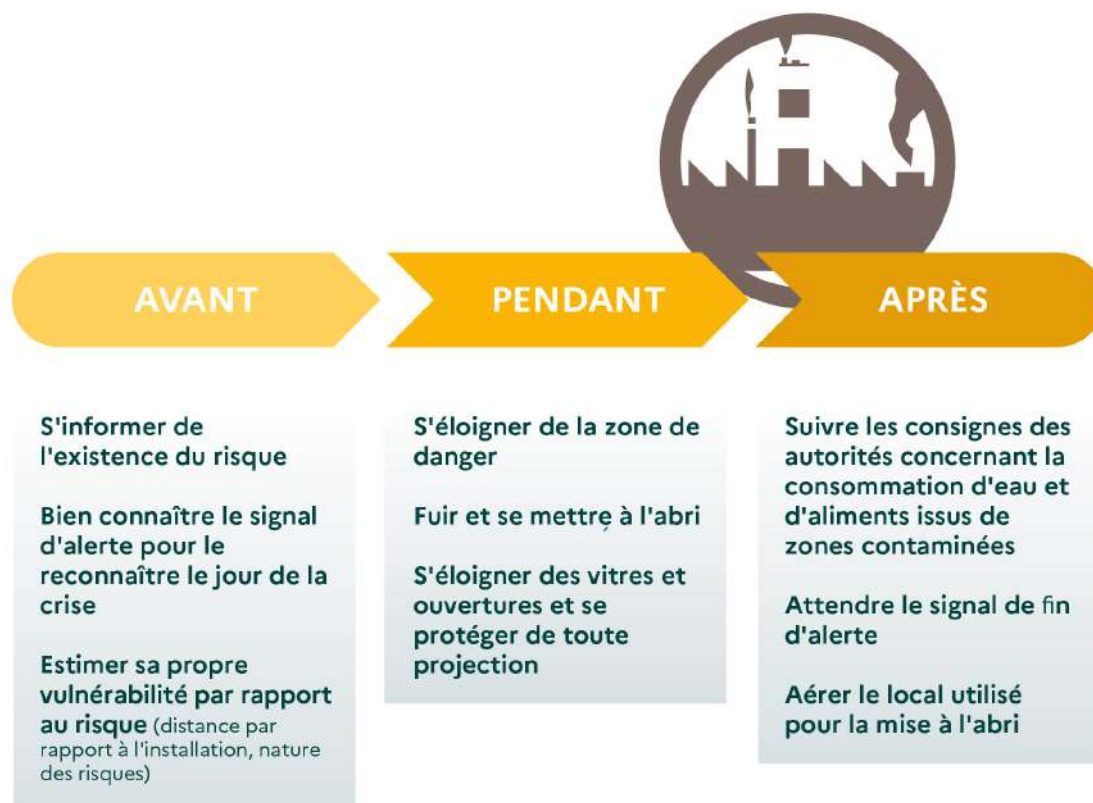 AVANT
PENDANT
APRÈS
S'informer de
l'existence du risque
Bien connaître le signal
d'alerte pour le
reconnaître le jour de la
crise
Estimer sa propre
vulnérabilité par rapport
au risque (distance par
rapport à l'installation, nature
des risques)
S'éloigner de la zone de
danger
Fuir et se mettre à l'abri
S'éloigner des vitres et
ouvertures et se
protéger de toute
projection
Suivre les consignes des
autorités concernant la
consommation d'eau et
d'aliments issus de
zones contaminées
Attendre le signal de fin
d'alerte
Aérer le local utilisé
pour la mise à l'abri